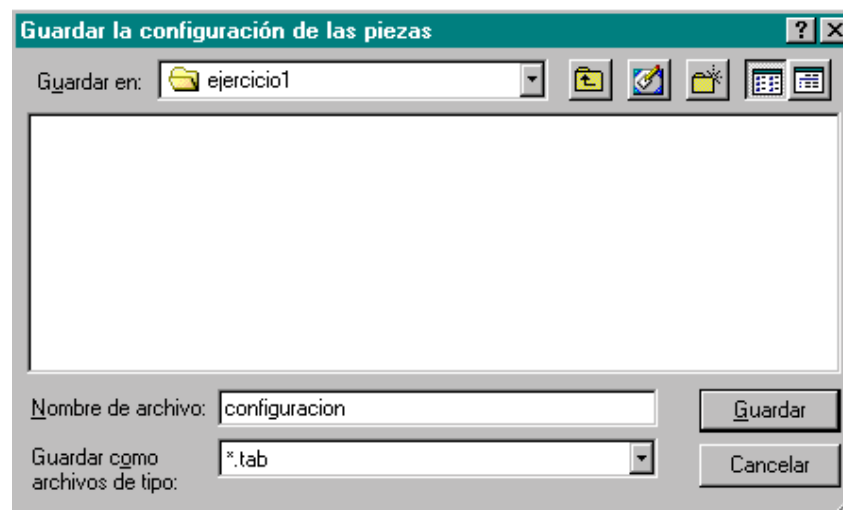 Guardar la configuración de las piezas
Guardar en: ejercicio1
Nombre de archivo: configuracion
Guardar
Guardar como
archivos de tipo:
*.tab
Cancelar